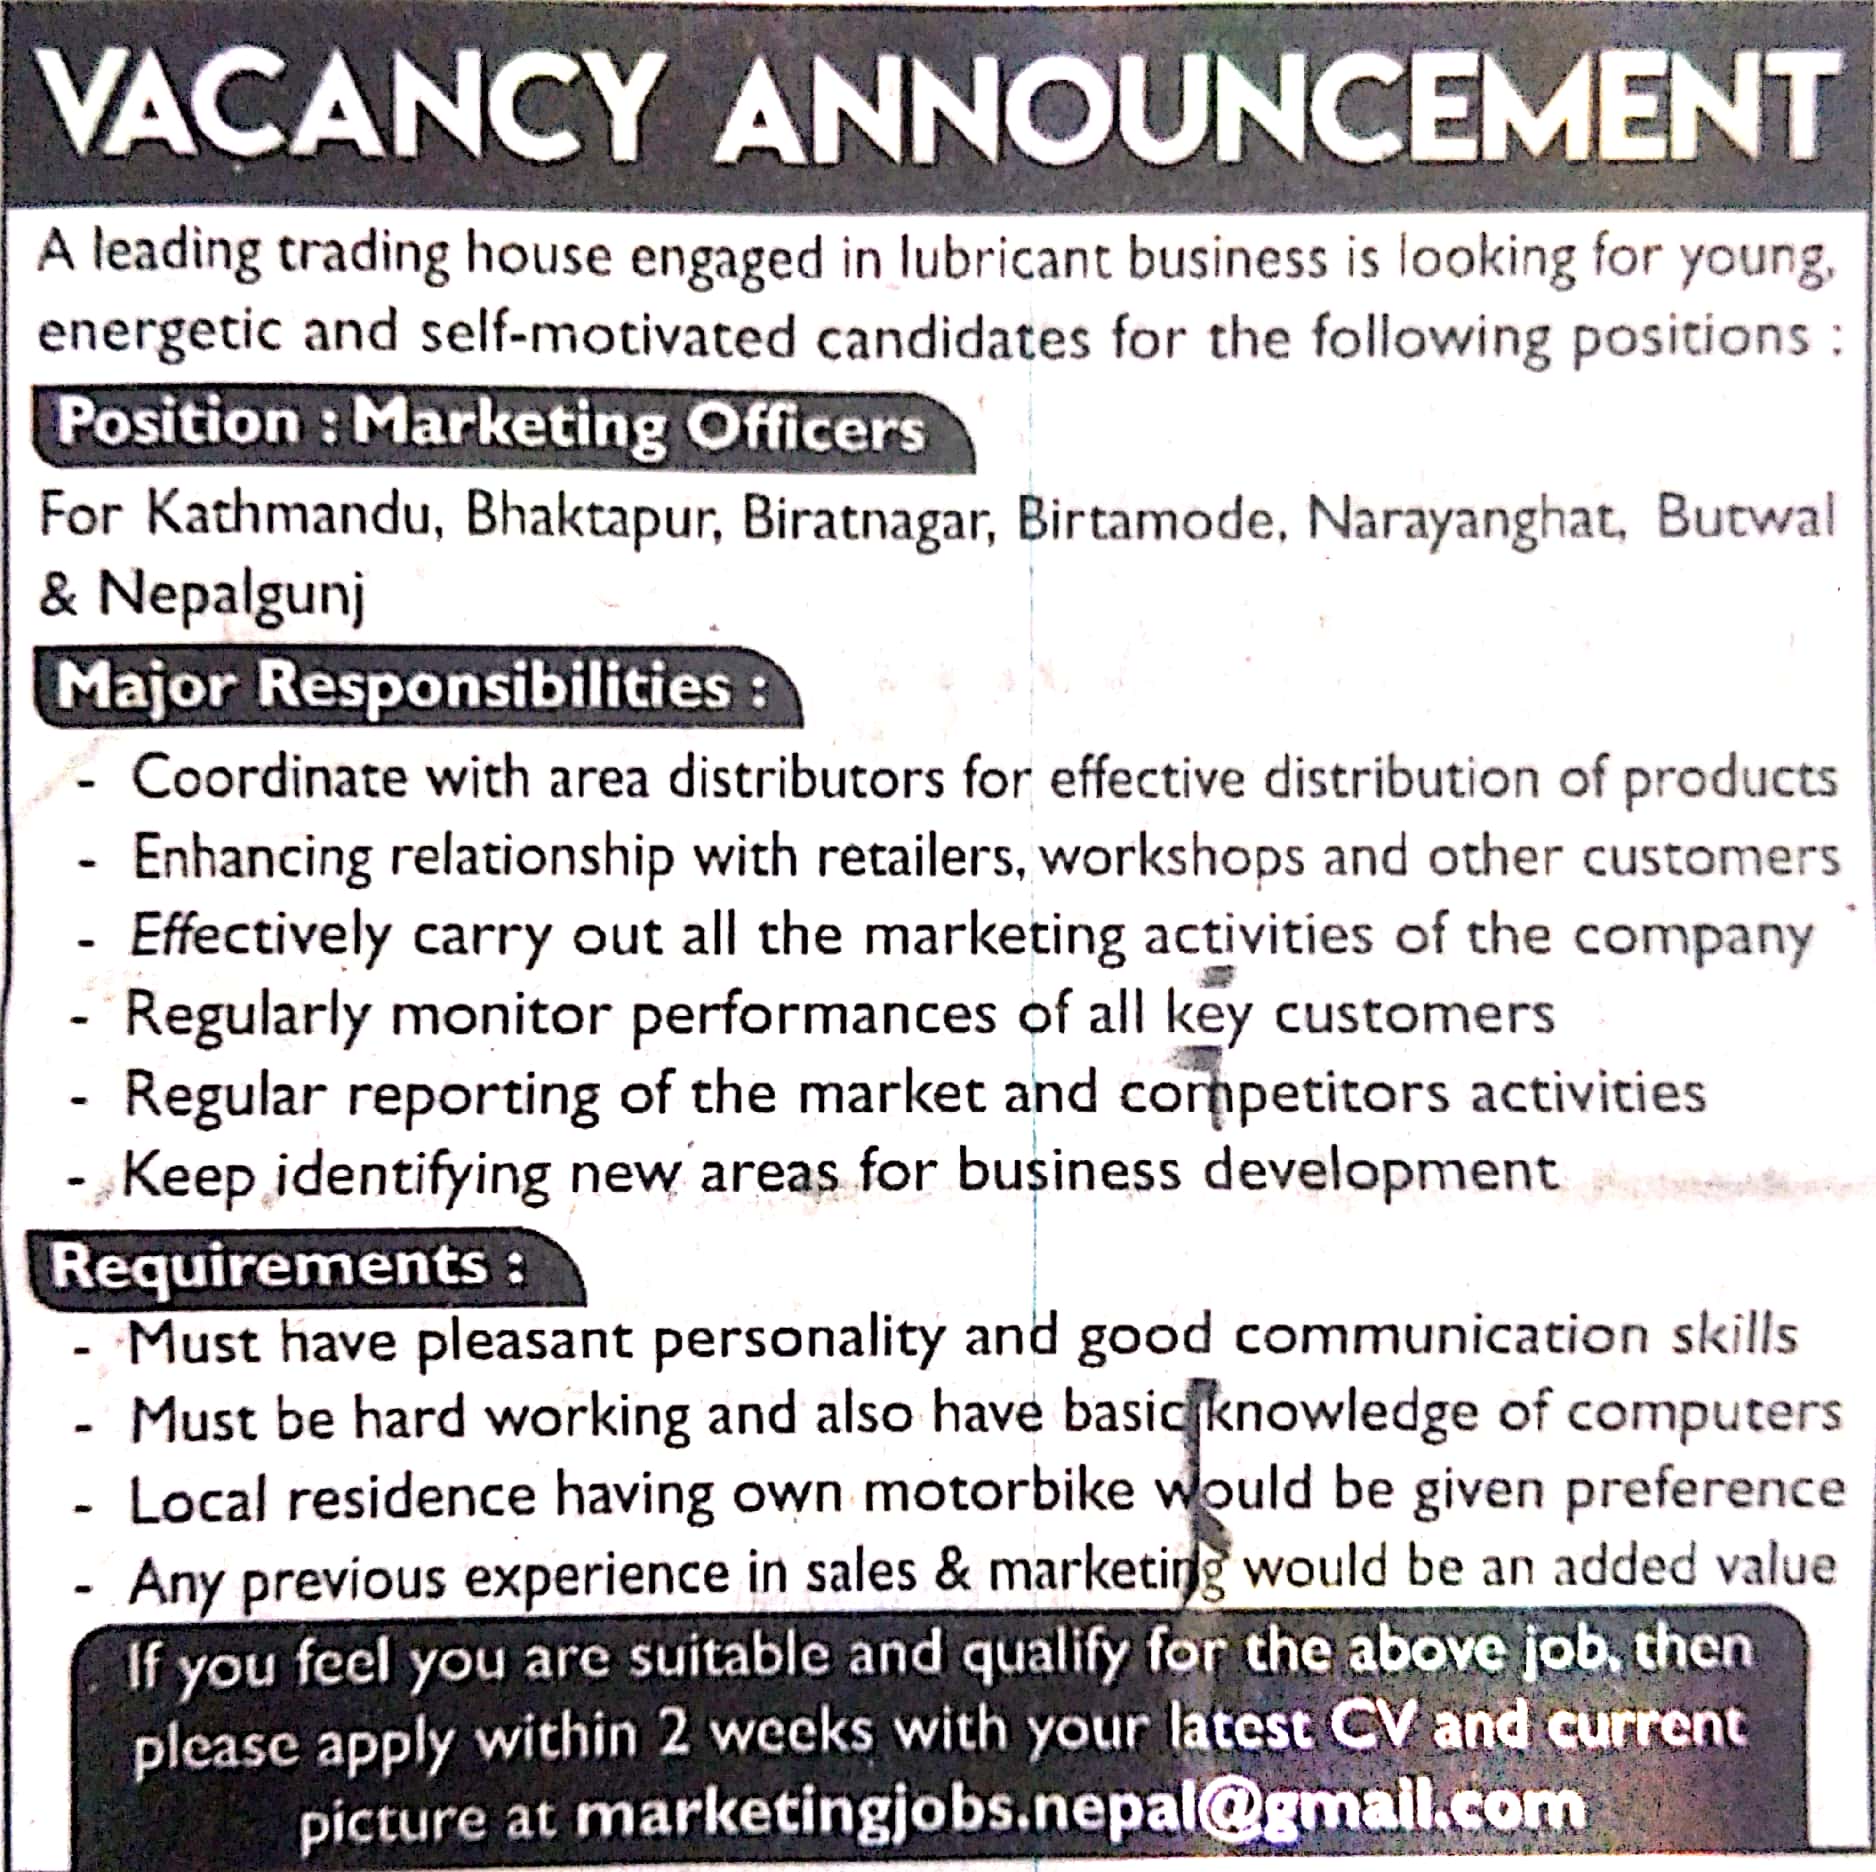 VACANCY ANNOUNCEMENT
A leading trading house engaged in lubricant business is looking for young,
energetic and self-motivated candidates for the following positions :
Position : Marketing Officers
For Kathmandu, Bhaktapur, Biratnagar, Birtamode, Narayanghat, Butwal
& Nepalgunj
Major Responsibilities :
- Coordinate with area distributors for effective distribution of products
- Enhancing relationship with retailers, workshops and other customers
- Effectively carry out all the marketing activities of the company
- Regularly monitor performances of all key customers
- Regular reporting of the market and competitors activities
- Keep identifying new areas for business development
Requirements :
- Must have pleasant personality and good communication skills
- Must be hard working and also have basic knowledge of computers
- Local residence having own motorbike would be given preference
- Any previous experience in sales & marketing would be an added value
If you feel you are suitable and qualify for the above job, then
please apply within 2 weeks with your latest CV and current
picture at marketingjobs.nepal@gmail.com